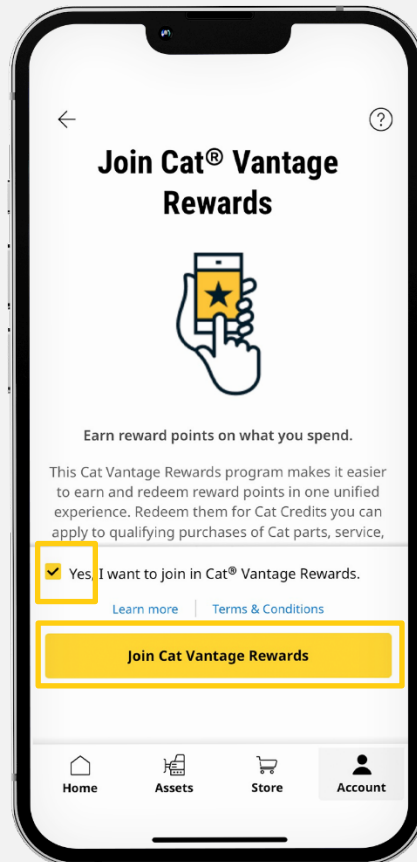 Join Cat® Vantage
Rewards
Earn reward points on what you spend.
This Cat Vantage Rewards program makes it easier
to earn and redeem reward points in one unified
experience. Redeem them for Cat Credits you can
apply to qualifying purchases of Cat parts, service,
Yes, I want to join in Cat® Vantage Rewards.
Learn more | Terms & Conditions
Join Cat Vantage Rewards
Home Assets Store Account